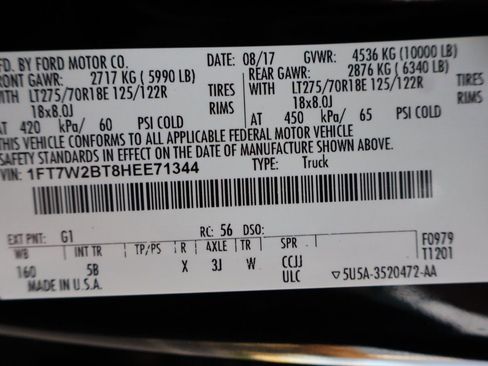 MFD. BY FORD MOTOR CO. DATE: 08/17 GVWR: 4536 KG (10000 LB)
FRONT GAWR: 2717 KG (5990 LB) REAR GAWR: 2876 KG (6340 LB)
WITH LT275/70R18E 125/122R TIRES WITH LT275/70R18E 125/122R TIRES
18x8.0J RIMS 18x8.0J RIMS
AT 420 kPa/ 60 PSI COLD AT 450 kPa/ 65 PSI COLD
THIS VEHICLE CONFORMS TO ALL APPLICABLE FEDERAL MOTOR VEHICLE
SAFETY STANDARDS IN EFFECT ON THE DATE OF MANUFACTURE SHOWN ABOVE.
VIN: 1FT7W2BT8HEE71344 TYPE: Truck
EXT PNT: G1 RC: 56 DSO: F0979
WB INT TR TP/PS R AXLE TR SPR T1201
160 5B X 3J W CCJJ
MADE IN U.S.A. ULC ▽5U5A-3520472-AA